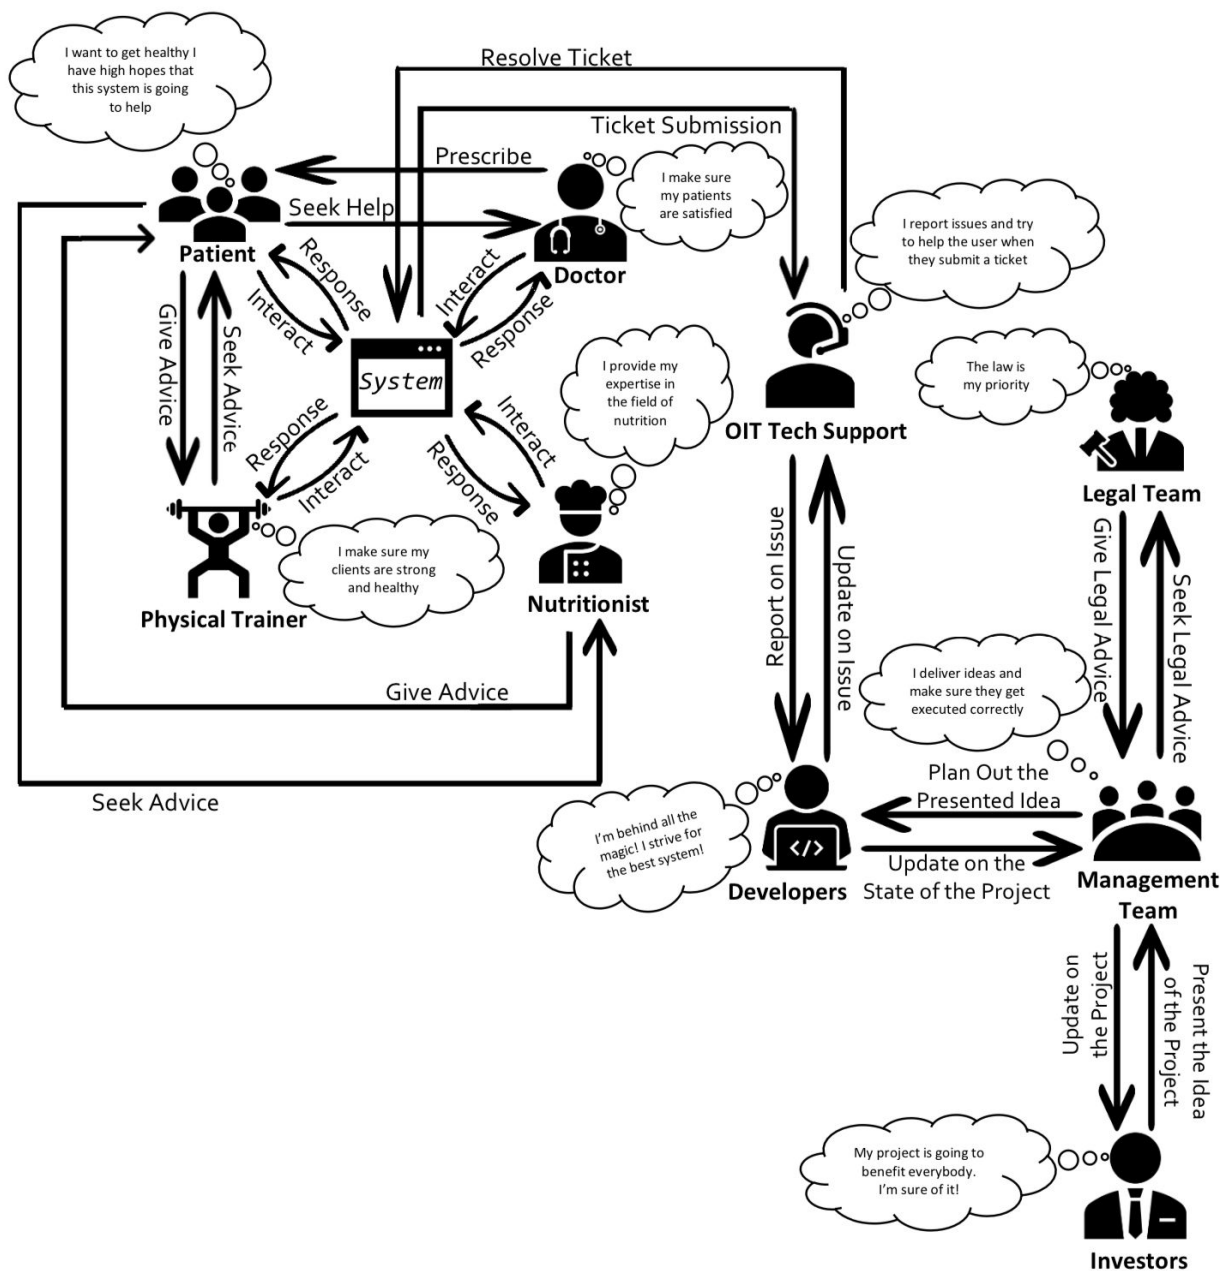 I want to get healthy I
have high hopes that
this system is going
to help
Resolve Ticket
Ticket Submission
Prescribe
I make sure
my patients
are satisfied
Seek Help
I report issues and try
to help the user when
they submit a ticket
Patient
Doctor
Response
Interact
Interact
Response
Give Advice
Seek Advice
System
I provide my
expertise in
the field of
nutrition
The law is
my priority
OIT Tech Support
Response
Interact
Interact
Response
Legal Team
I make sure my
clients are strong
and healthy
Physical Trainer
Nutritionist
Report on Issue
Update on Issue
Give Legal Advice
Seek Legal Advice
Give Advice
I deliver ideas and
make sure they get
executed correctly
Seek Advice
Plan Out the
Presented Idea
I'm behind all the
magic! I strive for
the best system!
Update on the
State of the Project
Developers
Management
Team
Update on
the Project
Present the Idea
of the Project
My project is going to
benefit everybody.
I'm sure of it!
Investors